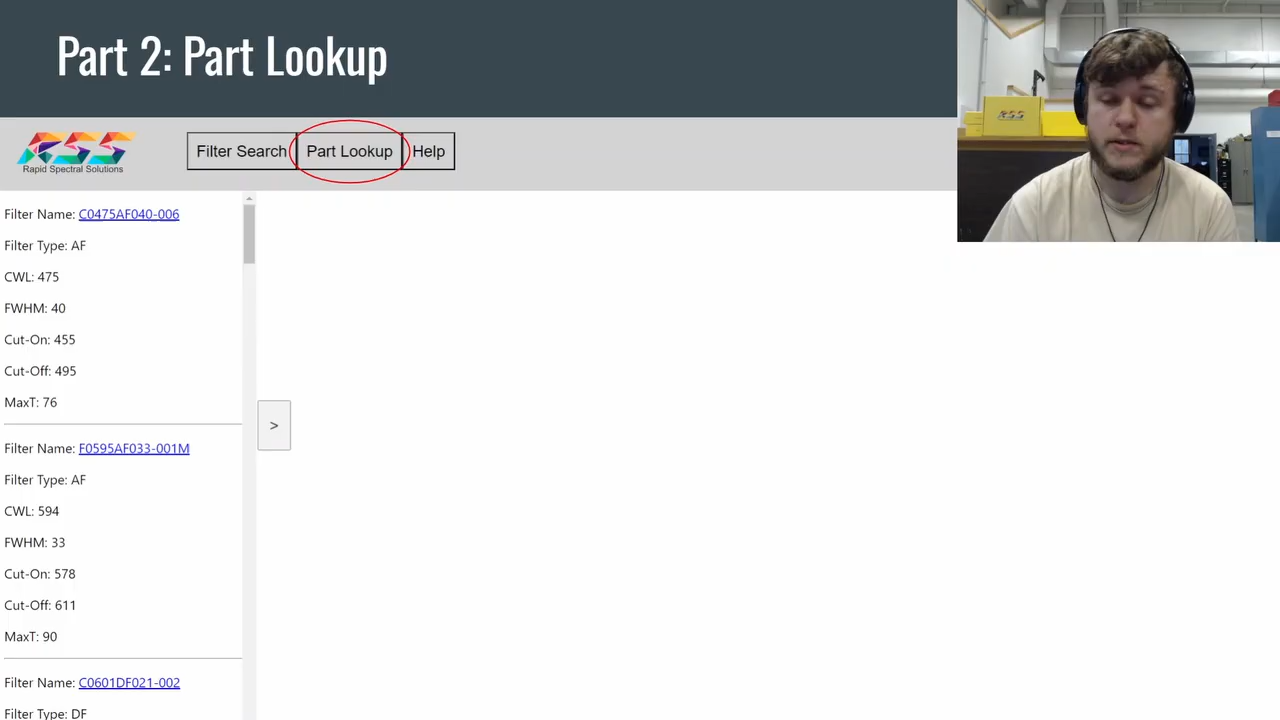 Part 2: Part Lookup
RSS
Rapid Spectral Solutions
Filter Search
Part Lookup
Help
RSS
Filter Name: C0475AF040-006
Filter Type: AF
CWL: 475
FWHM: 40
Cut-On: 455
Cut-Off: 495
MaxT: 76
>
Filter Name: F0595AF033-001M
Filter Type: AF
CWL: 594
FWHM: 33
Cut-On: 578
Cut-Off: 611
MaxT: 90
Filter Name: C0601DF021-002
Filter Type: DF